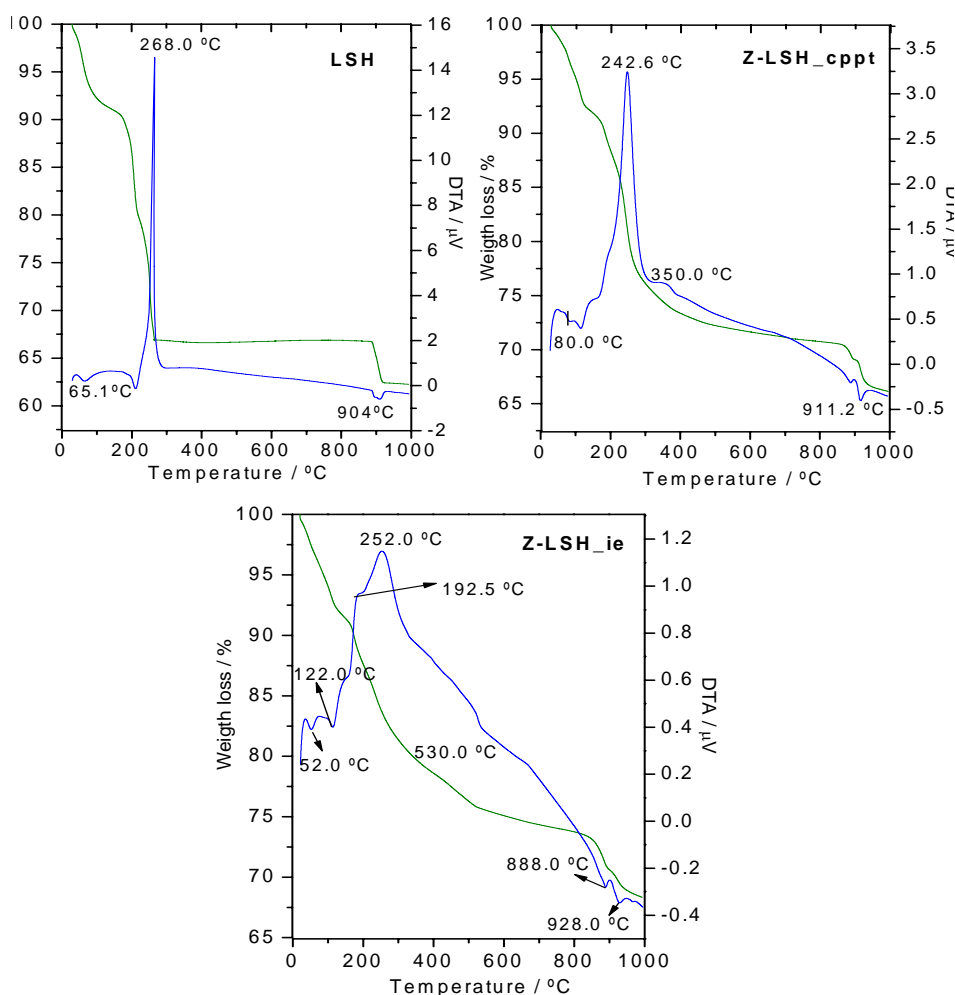 LSH
268.0 ºC
65.1ºC
904ºC
100
95
90
85
80
75
70
65
60
16
14
12
10
8
6
4
2
0
-2
DTA / µV
0 200 400 600 800 1000
Temperature / ºC
Z-LSH_cppt
242.6 ºC
350.0 ºC
80.0 ºC
911.2 ºC
Weigth loss / %
100
95
90
85
80
75
70
65
3.5
3.0
2.5
2.0
1.5
1.0
0.5
0.0
-0.5
DTA / µV
0 200 400 600 800 1000
Temperature / ºC
Z-LSH_ie
252.0 ºC
192.5 ºC
122.0 ºC
52.0 ºC
530.0 ºC
888.0 ºC
928.0 ºC
Weigth loss / %
100
95
90
85
80
75
70
65
1.2
1.0
0.8
0.6
0.4
0.2
0.0
-0.2
-0.4
DTA / µV
0 200 400 600 800 1000
Temperature / ºC